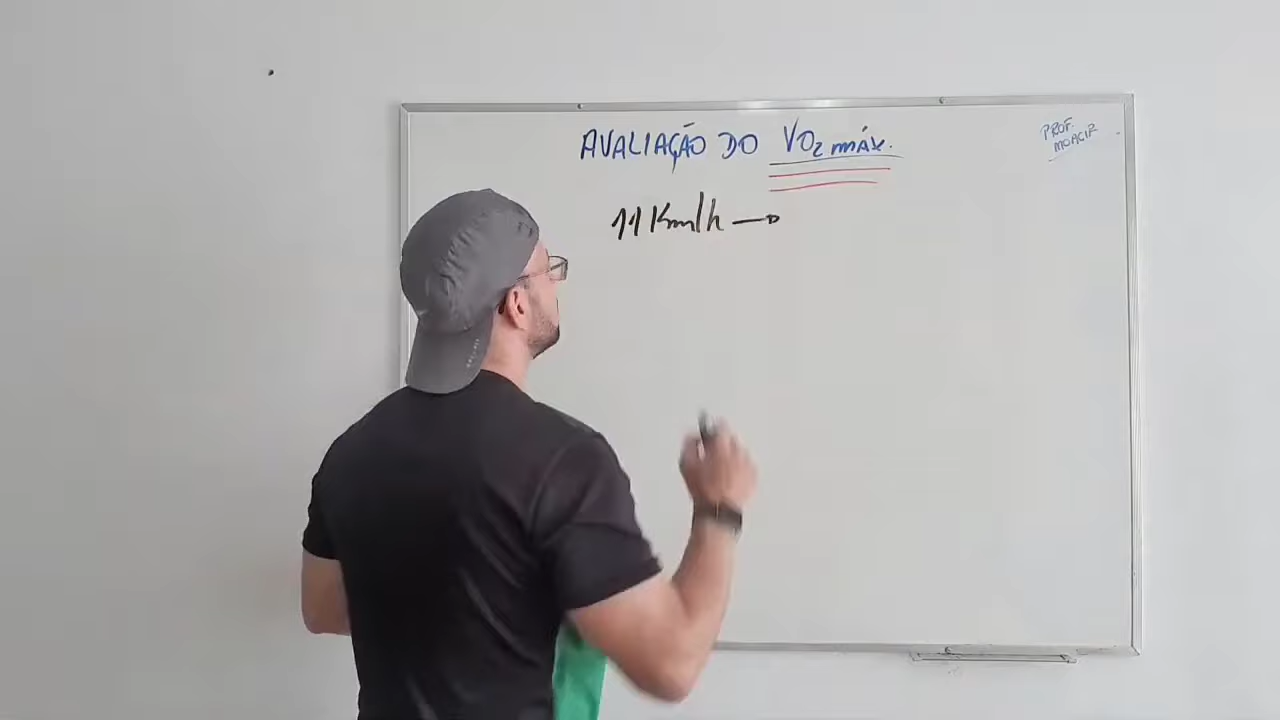 AVALIAÇÃO DO VO2 MÁX.
PROF.
MOACIR
11 Km/h →